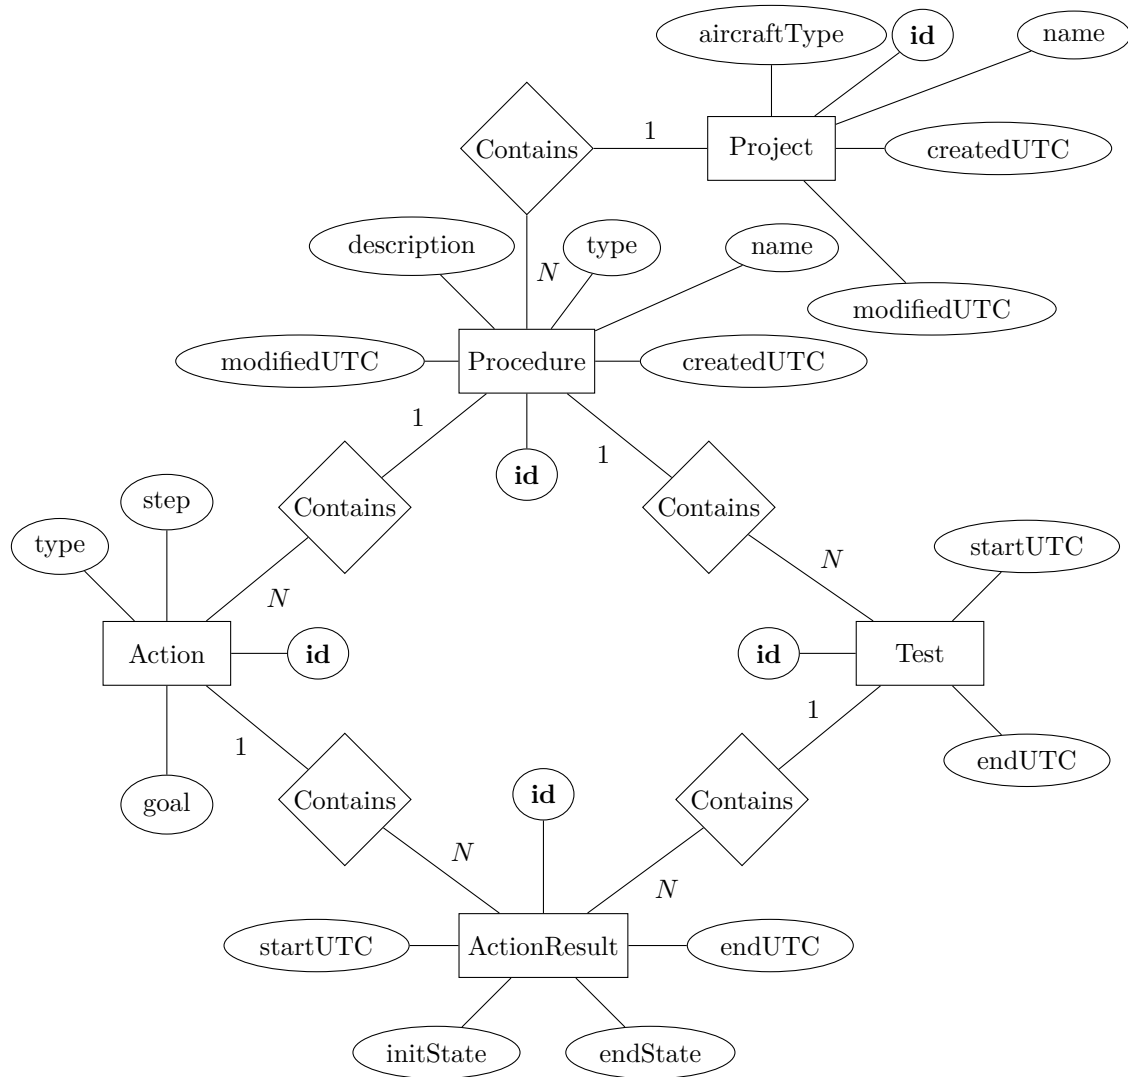 aircraftType
id
name
1
Contains
Project
createdUTC
description
type
name
N
modifiedUTC
modifiedUTC
Procedure
createdUTC
1
1
id
step
Contains
Contains
type
startUTC
N
N
Action
id
id
Test
1
1
endUTC
goal
Contains
id
Contains
N
N
startUTC
ActionResult
endUTC
initState
endState